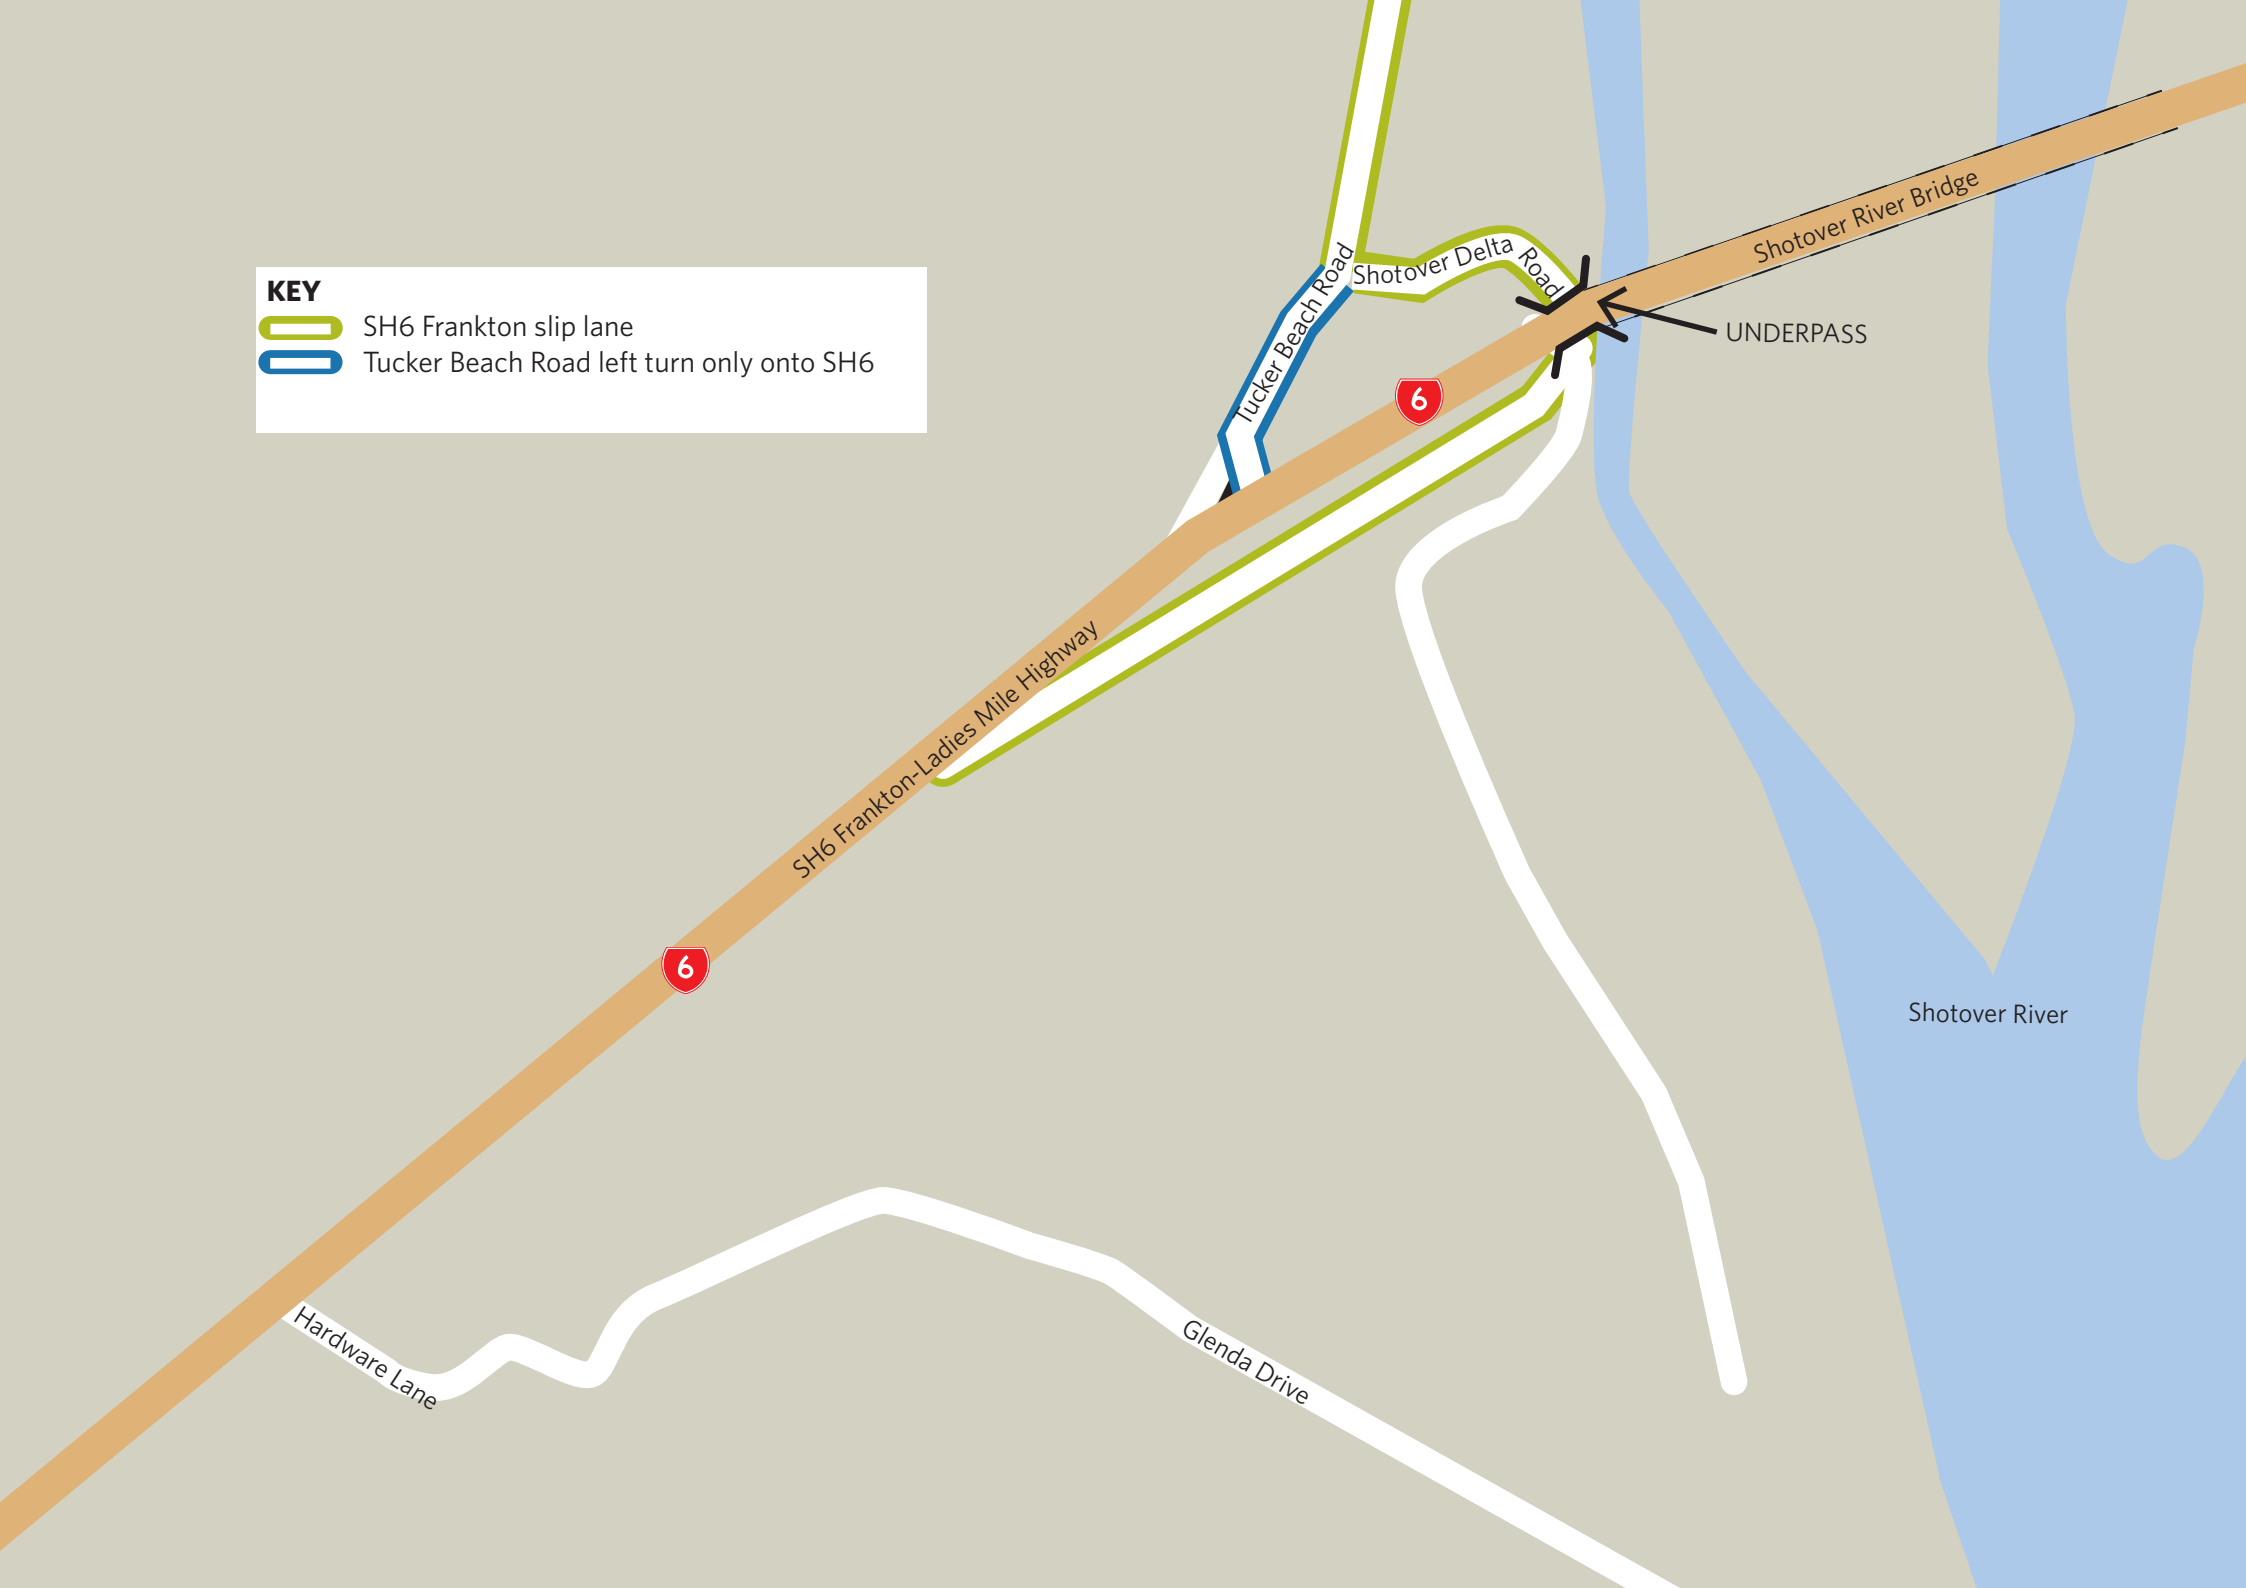 KEY
SH6 Frankton slip lane
Tucker Beach Road left turn only onto SH6
Shotover River Bridge
Tucker Beach Road
Shotover Delta Road
UNDERPASS
6
SH6 Frankton-Ladies Mile Highway
6
Shotover River
Hardware Lane
Glenda Drive